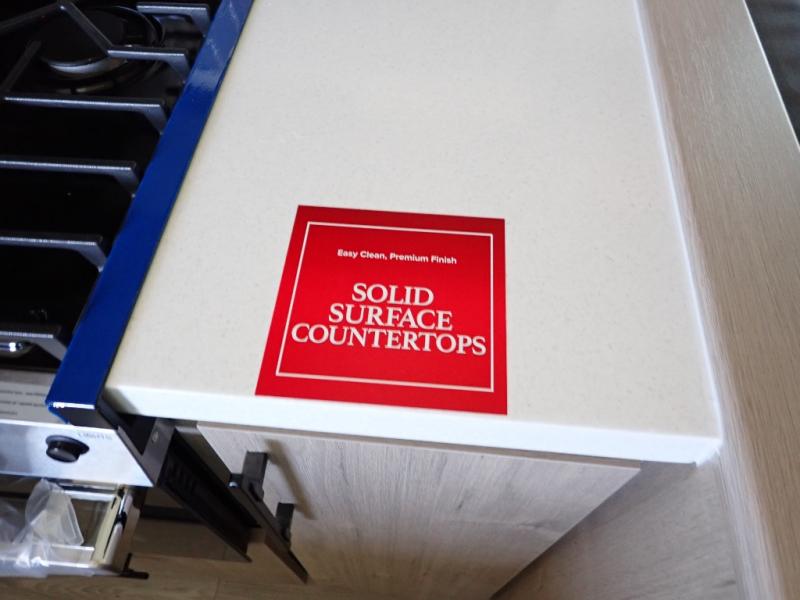 Easy Clean, Premium Finish
SOLID
SURFACE
COUNTERTOPS